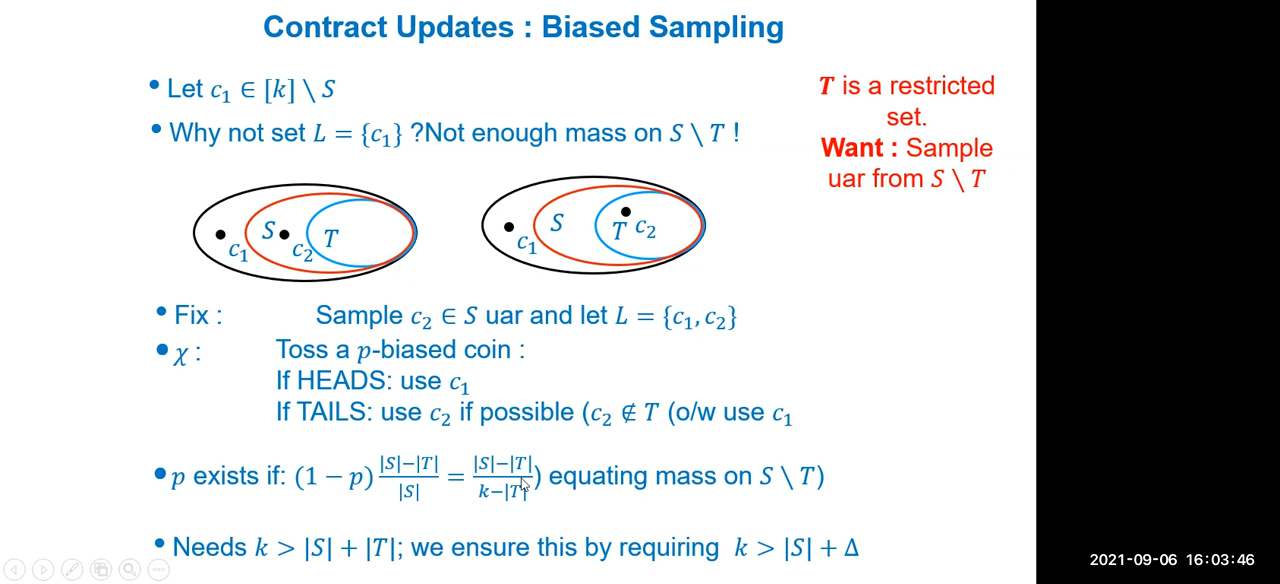 Contract Updates : Biased Sampling
• Let c₁ ∈ [k] \ S
• Why not set L = {c₁} ?Not enough mass on S \ T !
T is a restricted
set.
Want : Sample
uar from S \ T
c₁ S c₂ T
c₁ S T c₂
• Fix : Sample c₂ ∈ S uar and let L = {c₁, c₂}
• χ : Toss a p-biased coin :
If HEADS: use c₁
If TAILS: use c₂ if possible (c₂ ∉ T (o/w use c₁
• p exists if: (1 − p) |S|−|T| / |S| = |S|−|T| / k−|T| ) equating mass on S \ T)
• Needs k > |S| + |T|; we ensure this by requiring k > |S| + Δ
2021-09-06 16:03:46